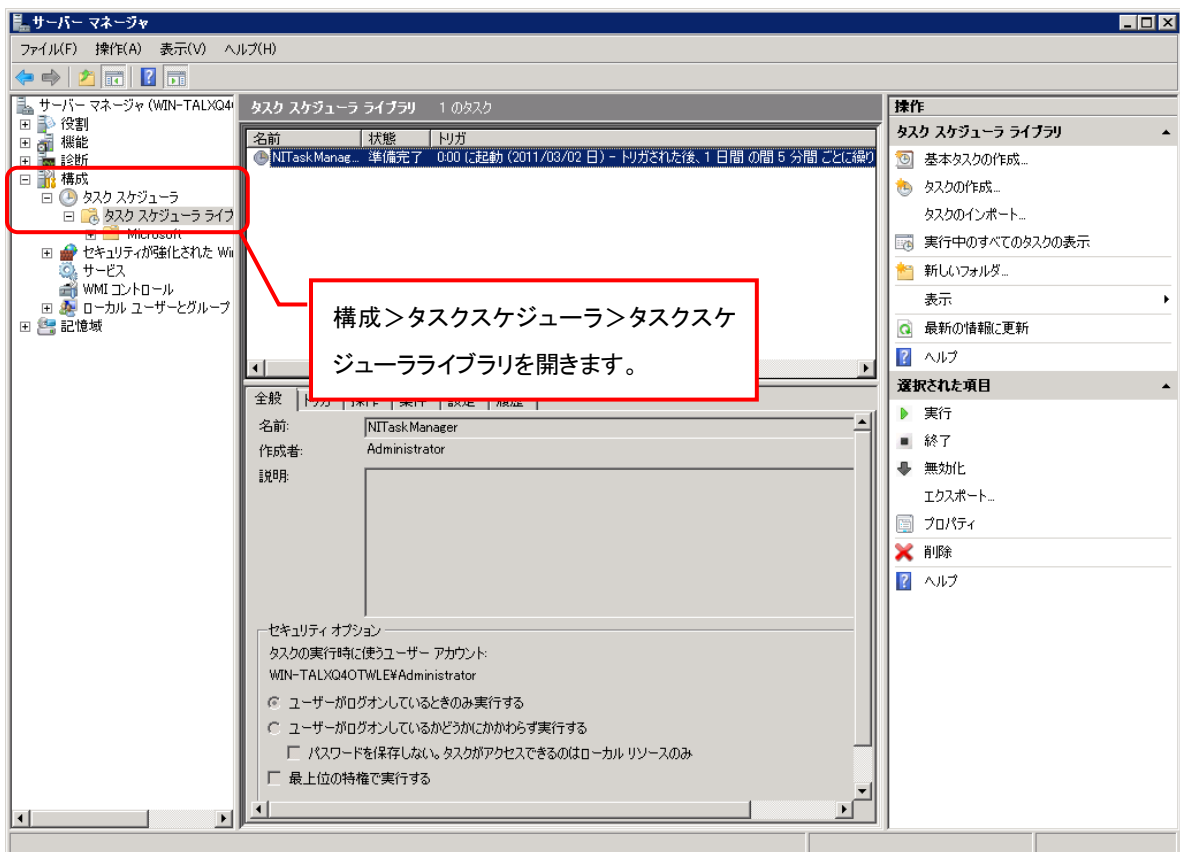 サーバー マネージャ
ファイル(F) 操作(A) 表示(V) ヘルプ(H)
サーバー マネージャ (WIN-TALXQ4
役割
機能
診断
構成
タスク スケジューラ
タスク スケジューラ ライブ
Microsoft
セキュリティが強化された Wi
サービス
WMI コントロール
ローカル ユーザーとグループ
記憶域
タスク スケジューラ ライブラリ 1 のタスク
名前 状態 トリガ
NITaskManag... 準備完了 0:00 に起動 (2011/03/02 日) - トリガされた後、1 日間 の間 5 分間 ごとに繰り
構成＞タスクスケジューラ＞タスクスケ
ジューラライブラリを開きます。
全般 トリガ 操作 条件 設定 履歴
名前: NITaskManager
作成者: Administrator
説明:
セキュリティ オプション
タスクの実行時に使うユーザー アカウント:
WIN-TALXQ4OTWLE¥Administrator
ユーザーがログオンしているときのみ実行する
ユーザーがログオンしているかどうかにかかわらず実行する
パスワードを保存しない。タスクがアクセスできるのはローカル リソースのみ
最上位の特権で実行する
操作
タスク スケジューラ ライブラリ
基本タスクの作成...
タスクの作成...
タスクのインポート...
実行中のすべてのタスクの表示
新しいフォルダ...
表示
最新の情報に更新
ヘルプ
選択された項目
実行
終了
無効化
エクスポート...
プロパティ
削除
ヘルプ